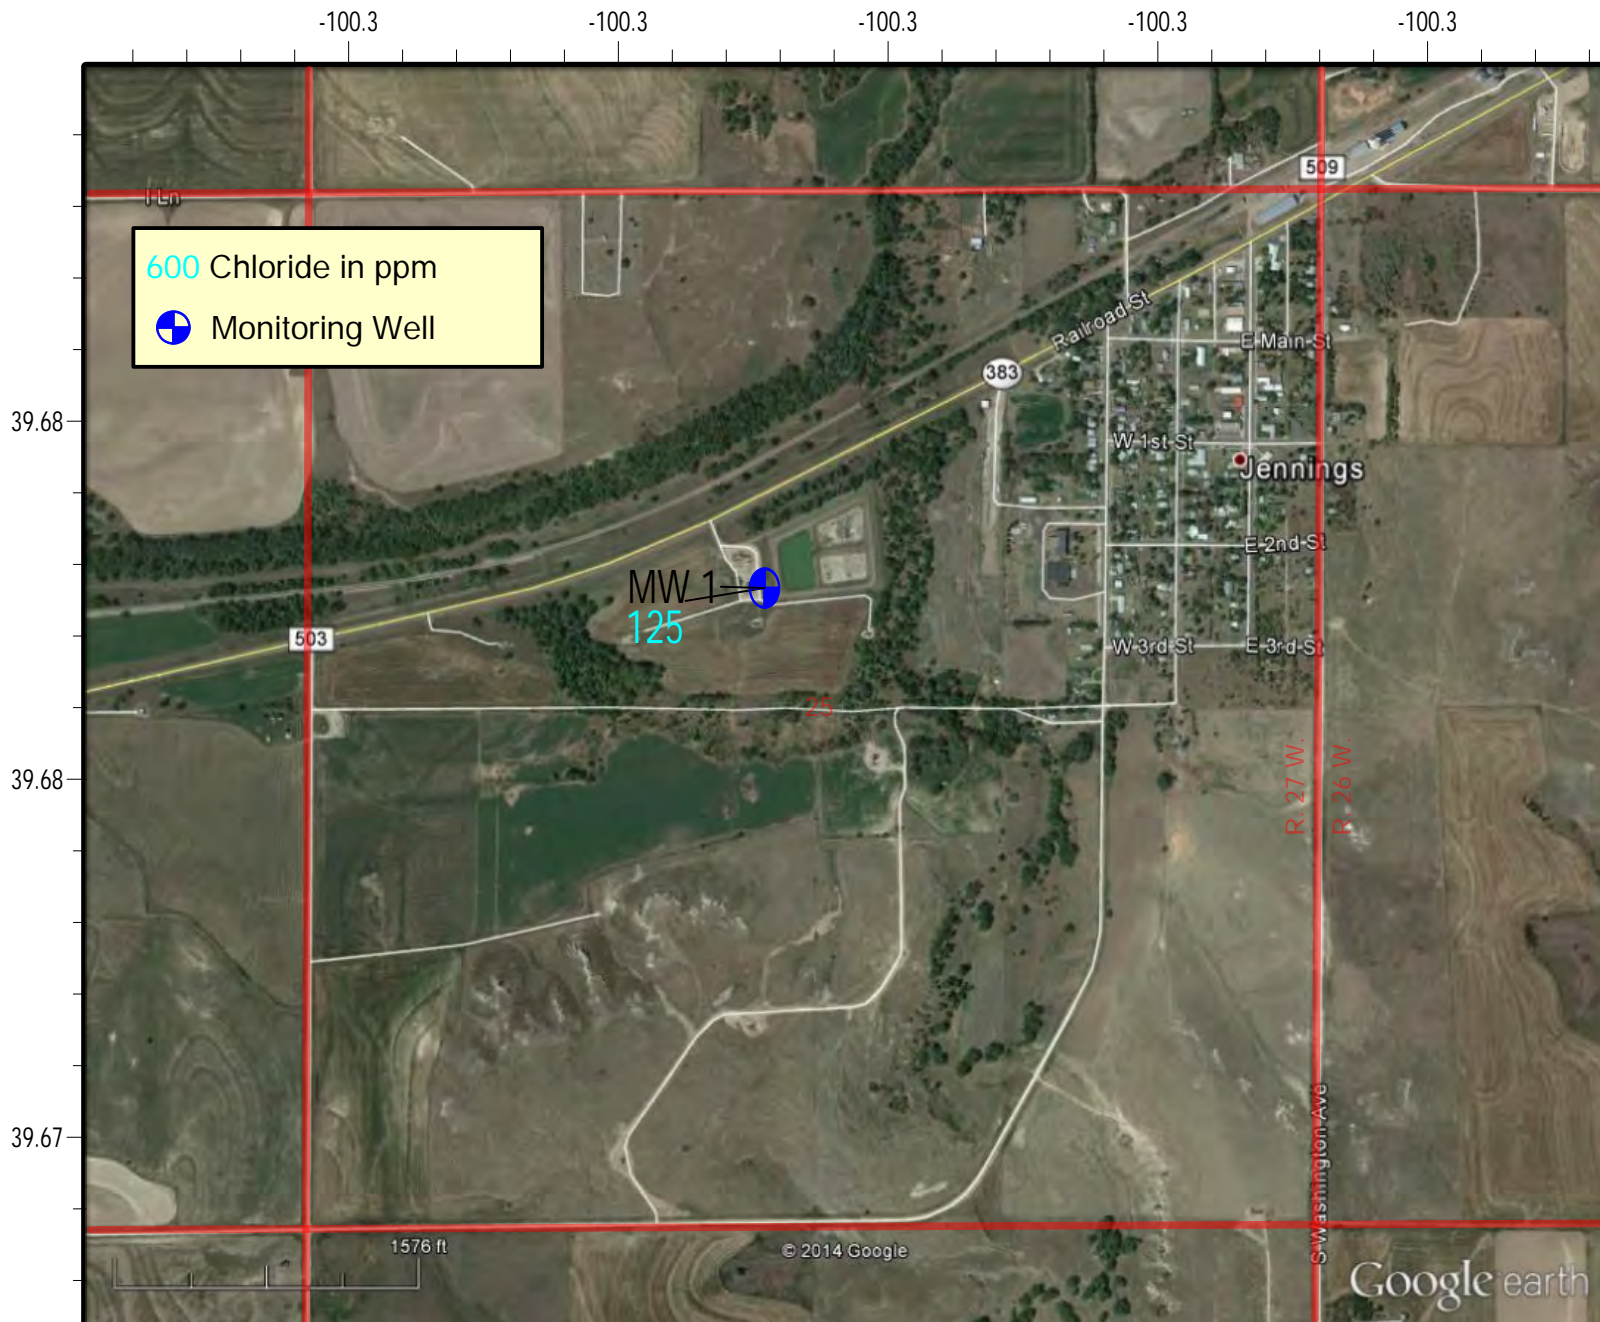 -100.3 -100.3 -100.3 -100.3 -100.3
509
I Ln
600 Chloride in ppm
Monitoring Well
Railroad St
E Main St
383
39.68
W 1st St
Jennings
E 2nd St
MW 1
125
503
W 3rd St E 3rd St
25
R. 27 W. R. 26 W.
39.68
39.67
S Washington Ave
1576 ft
© 2014 Google
Google earth